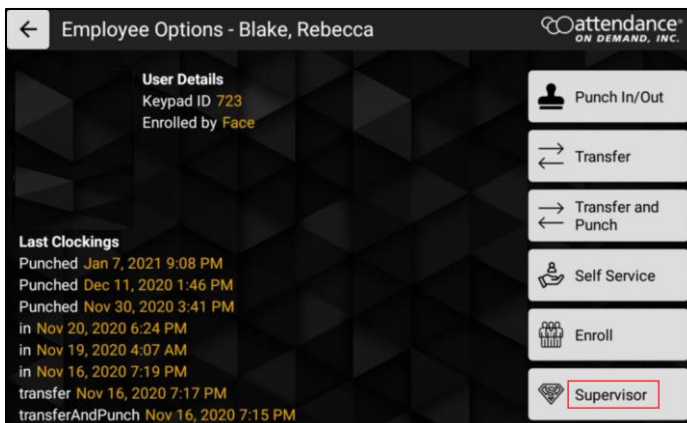 Employee Options - Blake, Rebecca
attendance®
ON DEMAND, INC.
User Details
Keypad ID 723
Enrolled by Face
Last Clockings
Punched Jan 7, 2021 9:08 PM
Punched Dec 11, 2020 1:46 PM
Punched Nov 30, 2020 3:41 PM
in Nov 20, 2020 6:24 PM
in Nov 19, 2020 4:07 AM
in Nov 16, 2020 7:19 PM
transfer Nov 16, 2020 7:17 PM
transferAndPunch Nov 16, 2020 7:15 PM
Punch In/Out
Transfer
Transfer and
Punch
Self Service
Enroll
Supervisor